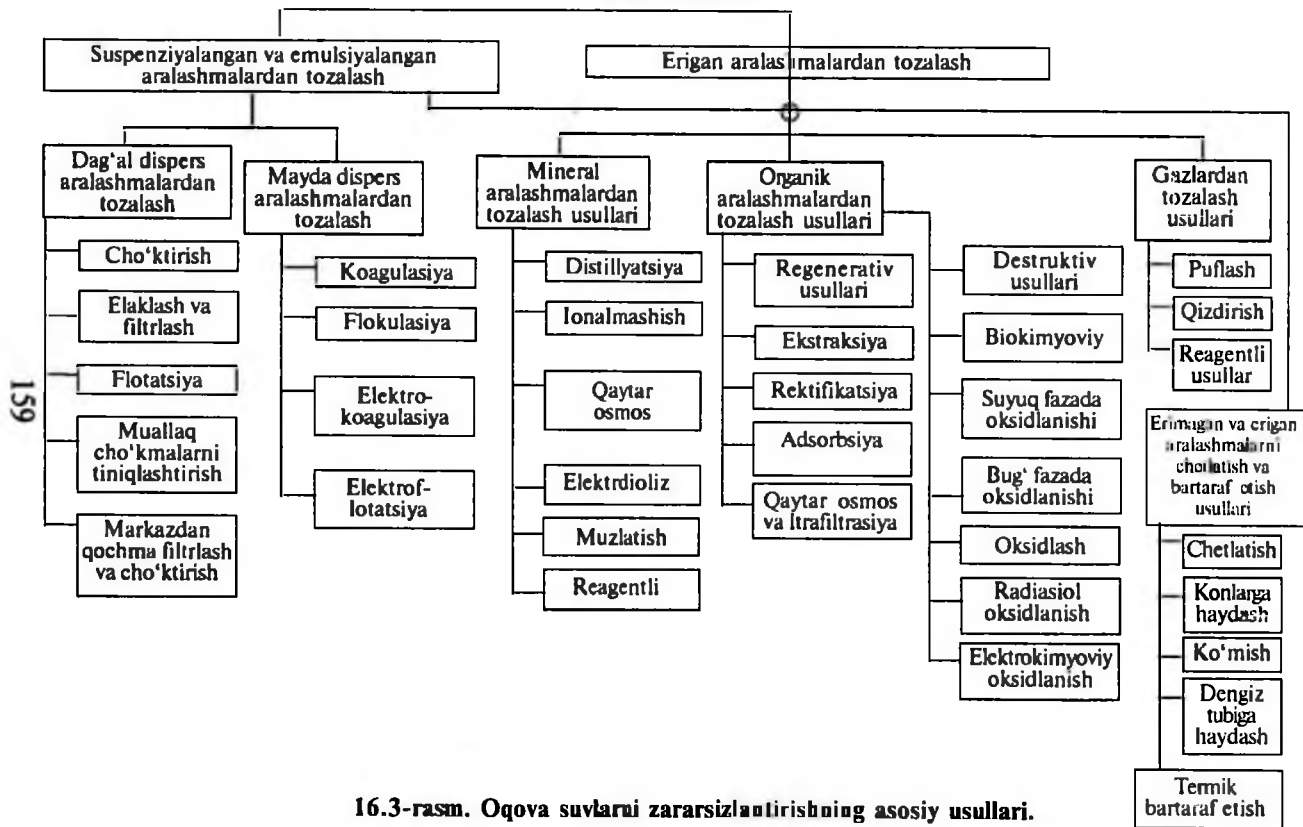 Suspenziyalangan va emulsiyalangan
aralashmalardan tozalash
Erigan aralashmalardan tozalash
Dag‘al dispers
aralashmalardan
tozalash
Cho‘ktirish
Elaklash va
filtrlash
Flotatsiya
Muallaq
cho‘kmalarni
tiniqlashtirish
Markazdan
qochma filtrlash
va cho‘ktirish
Mayda dispers
aralashmalardan
tozalash
Koagulasiya
Flokulasiya
Elektro-
koagulasiya
Elektrof-
lotatsiya
Mineral
aralashmalardan
tozalash usullari
Distillyatsiya
Ionalmashish
Qaytar
osmos
Elektrdioliz
Muzlatish
Reagentli
Organik
aralashmalardan
tozalash usullari
Regenerativ
usullari
Ekstraksiya
Rektifikatsiya
Adsorbsiya
Qaytar osmos
va ltrafiltrasiya
Destruktiv
usullari
Biokimyoviy
Suyuq fazada
oksidlanishi
Bug‘ fazada
oksidlanishi
Oksidlash
Radiasiol
oksidlanish
Elektrokimyoviy
oksidlanish
Gazlardan
tozalash
usullari
Puflash
Qizdirish
Reagentli
usullar
Erimagan va erigan
aralashmalarni
va
bartaraf etish
usullari
Chetlatish
Konlarga
haydash
Ko‘mish
Dengiz
tubiga
haydash
Termik
bartaraf etish
159
16.3-rasm. Oqova suvlarni zararsizlantirishning asosiy usullari.